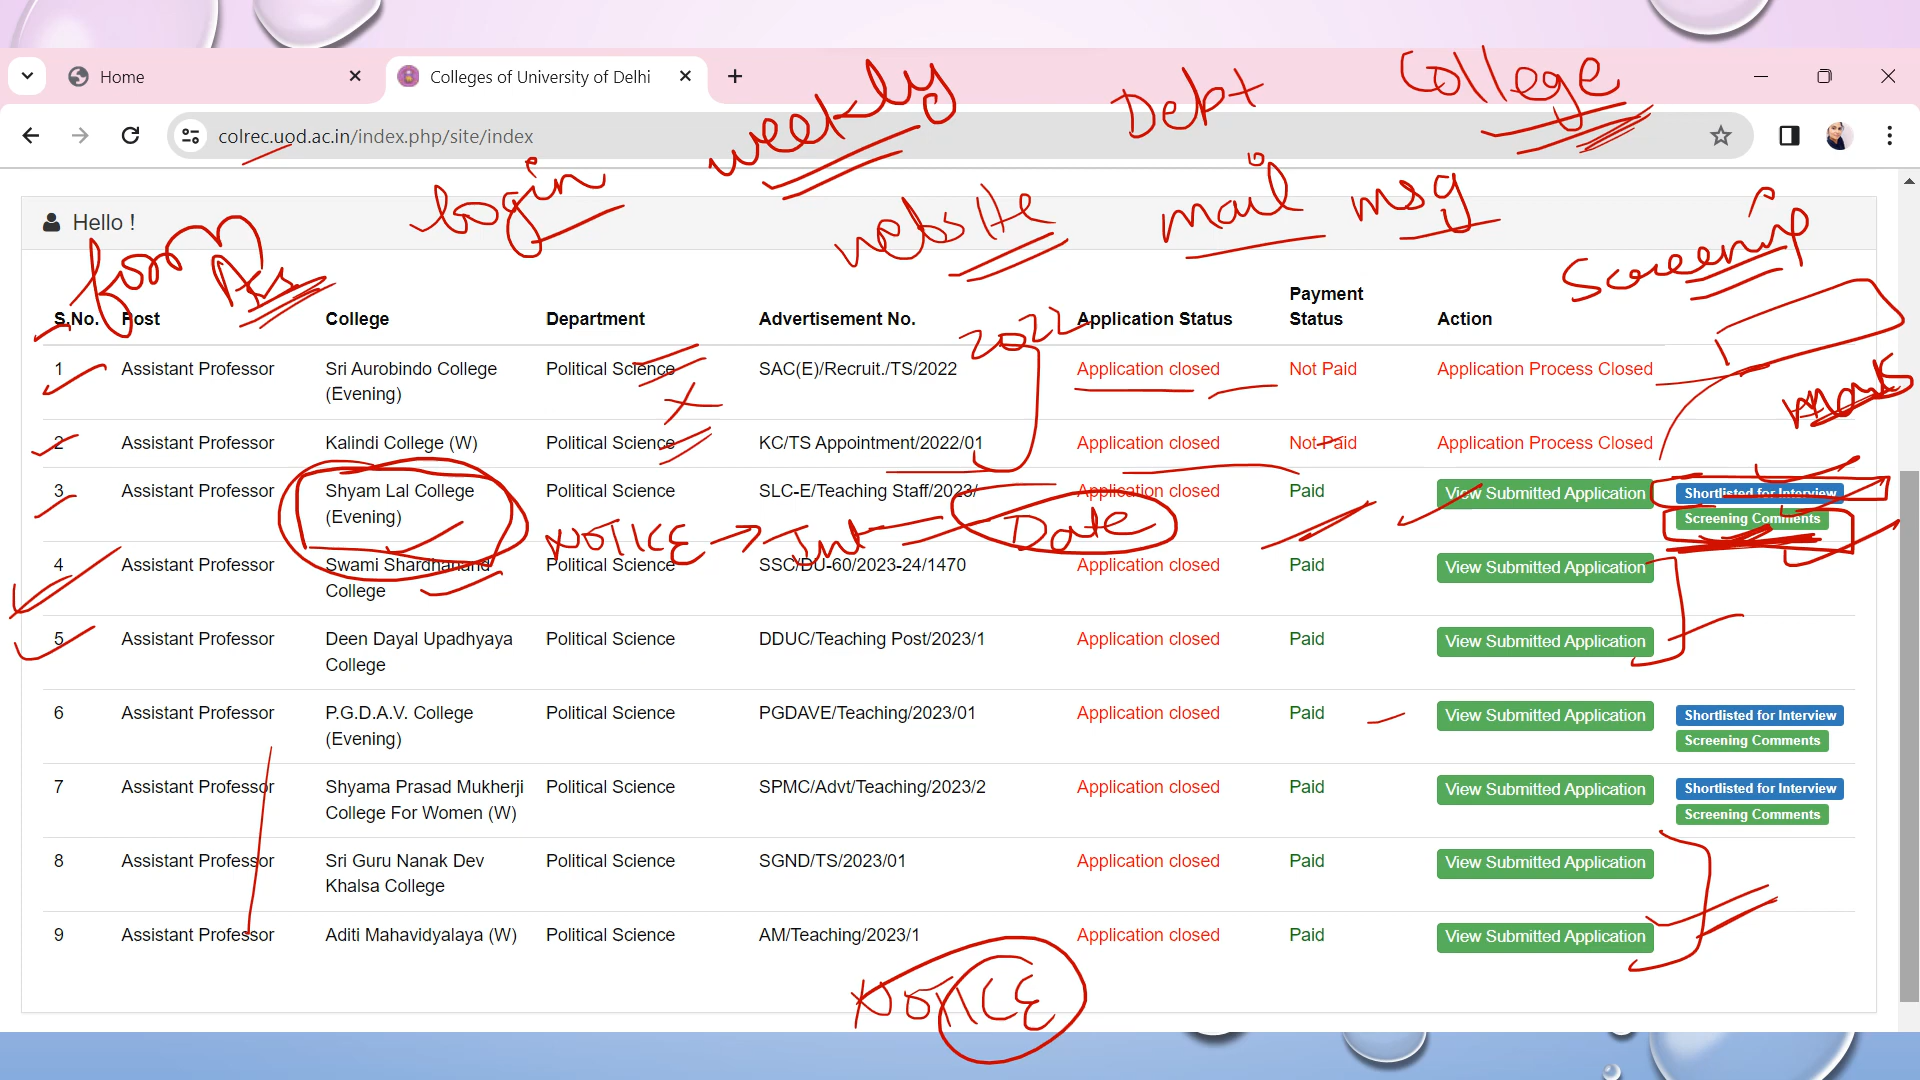 Home
Colleges of University of Delhi
College
weekly
Dept
colrec.uod.ac.in/index.php/site/index
login
website
mail msg
Hello !
form
Ass
Screening
S.No. Post College Department Advertisement No. Application Status Payment Status Action
2022
1 Assistant Professor Sri Aurobindo College (Evening) Political Science SAC(E)/Recruit./TS/2022 Application closed Not Paid Application Process Closed
Marks
2 Assistant Professor Kalindi College (W) Political Science KC/TS Appointment/2022/01 Application closed Not Paid Application Process Closed
3 Assistant Professor Shyam Lal College (Evening) Political Science SLC-E/Teaching Staff/2023/ Application closed Paid View Submitted Application Shortlisted for Interview Screening Comments
NOTICE → Int Date
4 Assistant Professor Swami Shardhanand College Political Science SSC/DU-60/2023-24/1470 Application closed Paid View Submitted Application
5 Assistant Professor Deen Dayal Upadhyaya College Political Science DDUC/Teaching Post/2023/1 Application closed Paid View Submitted Application
6 Assistant Professor P.G.D.A.V. College (Evening) Political Science PGDAVE/Teaching/2023/01 Application closed Paid View Submitted Application Shortlisted for Interview Screening Comments
7 Assistant Professor Shyama Prasad Mukherji College For Women (W) Political Science SPMC/Advt/Teaching/2023/2 Application closed Paid View Submitted Application Shortlisted for Interview Screening Comments
8 Assistant Professor Sri Guru Nanak Dev Khalsa College Political Science SGND/TS/2023/01 Application closed Paid View Submitted Application
9 Assistant Professor Aditi Mahavidyalaya (W) Political Science AM/Teaching/2023/1 Application closed Paid View Submitted Application
NOTICE